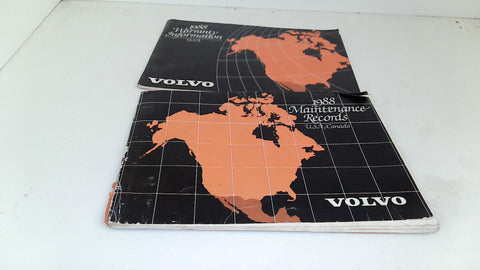 1988
Warranty
Information
U.S.A.
VOLVO
1988
Maintenance
Records
U.S.A., Canada
VOLVO